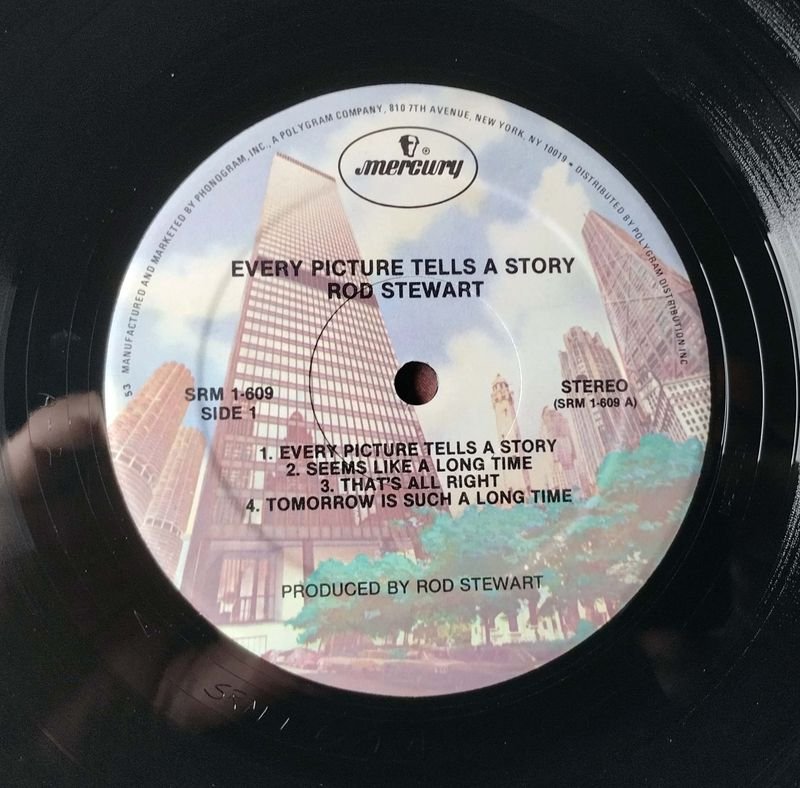 53 MANUFACTURED AND MARKETED BY PHONOGRAM, INC., A POLYGRAM COMPANY, 810 7TH AVENUE, NEW YORK, NY 10019 • DISTRIBUTED BY POLYGRAM DISTRIBUTION INC
mercury ®
EVERY PICTURE TELLS A STORY
ROD STEWART
SRM 1-609
SIDE 1
STEREO
(SRM 1-609 A)
1. EVERY PICTURE TELLS A STORY
2. SEEMS LIKE A LONG TIME
3. THAT'S ALL RIGHT
4. TOMORROW IS SUCH A LONG TIME
PRODUCED BY ROD STEWART
SRM 1